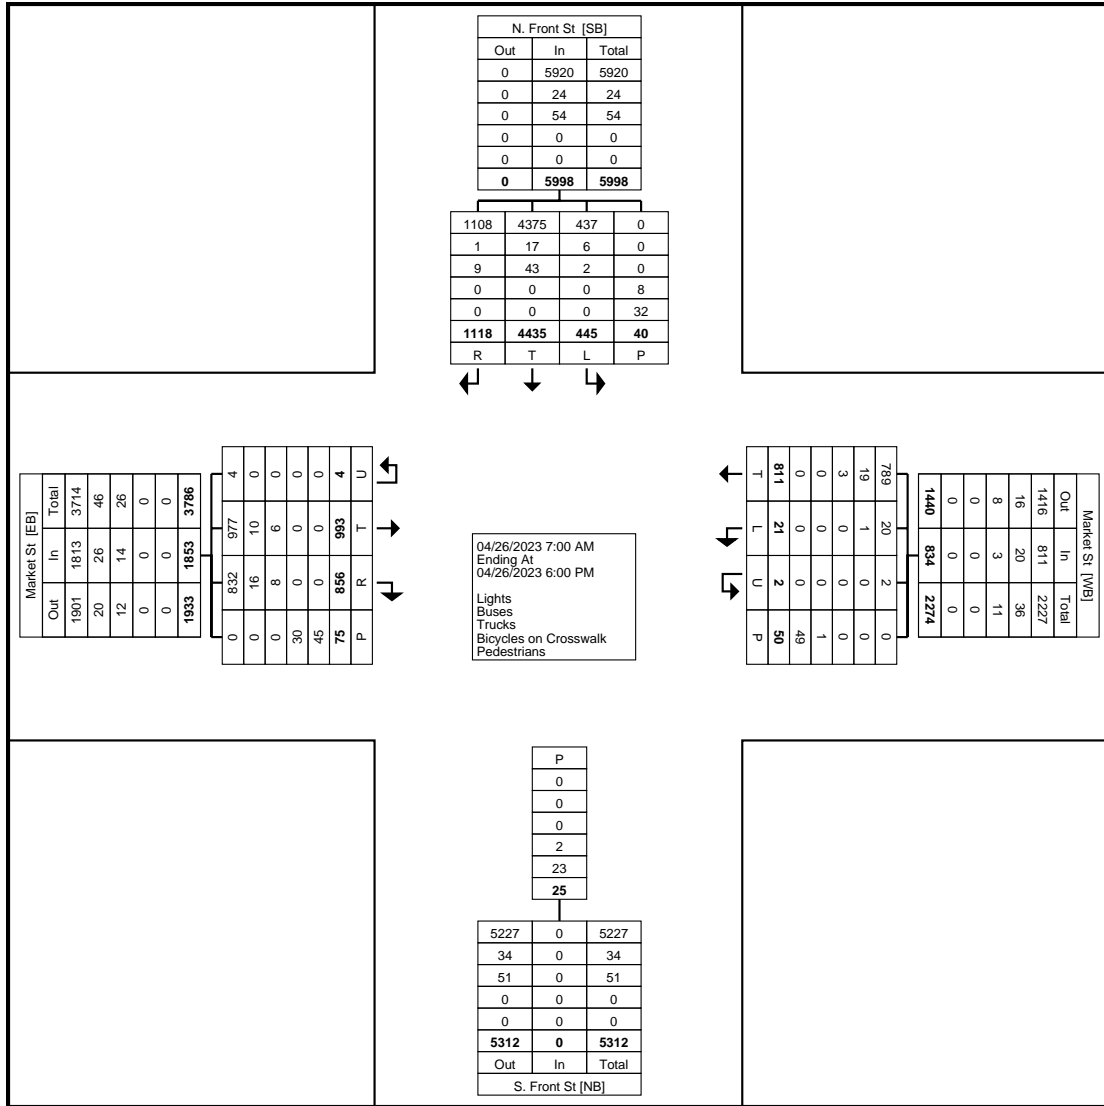 N. Front St [SB]
Out In Total
0 5920 5920
0 24 24
0 54 54
0 0 0
0 0 0
0 5998 5998
1108 4375 437 0
1 17 6 0
9 43 2 0
0 0 0 8
0 0 0 32
1118 4435 445 40
R T L P
Market St [EB]
Total In Out
3714 1813 1901
46 26 20
26 14 12
0 0 0
0 0 0
3786 1853 1933
4 977 832 0
0 10 16 0
0 6 8 0
0 0 0 30
0 0 0 45
4 993 856 75
U T R P
04/26/2023 7:00 AM
Ending At
04/26/2023 6:00 PM
Lights
Buses
Trucks
Bicycles on Crosswalk
Pedestrians
T L U P
811 21 2 50
0 0 0 49
0 0 0 1
3 0 0 0
19 1 0 0
789 20 2 0
Market St [WB]
Out In Total
1416 811 2227
16 20 36
8 3 11
0 0 0
0 0 0
1440 834 2274
P
0
0
0
2
23
25
5227 0 5227
34 0 34
51 0 51
0 0 0
0 0 0
5312 0 5312
Out In Total
S. Front St [NB]